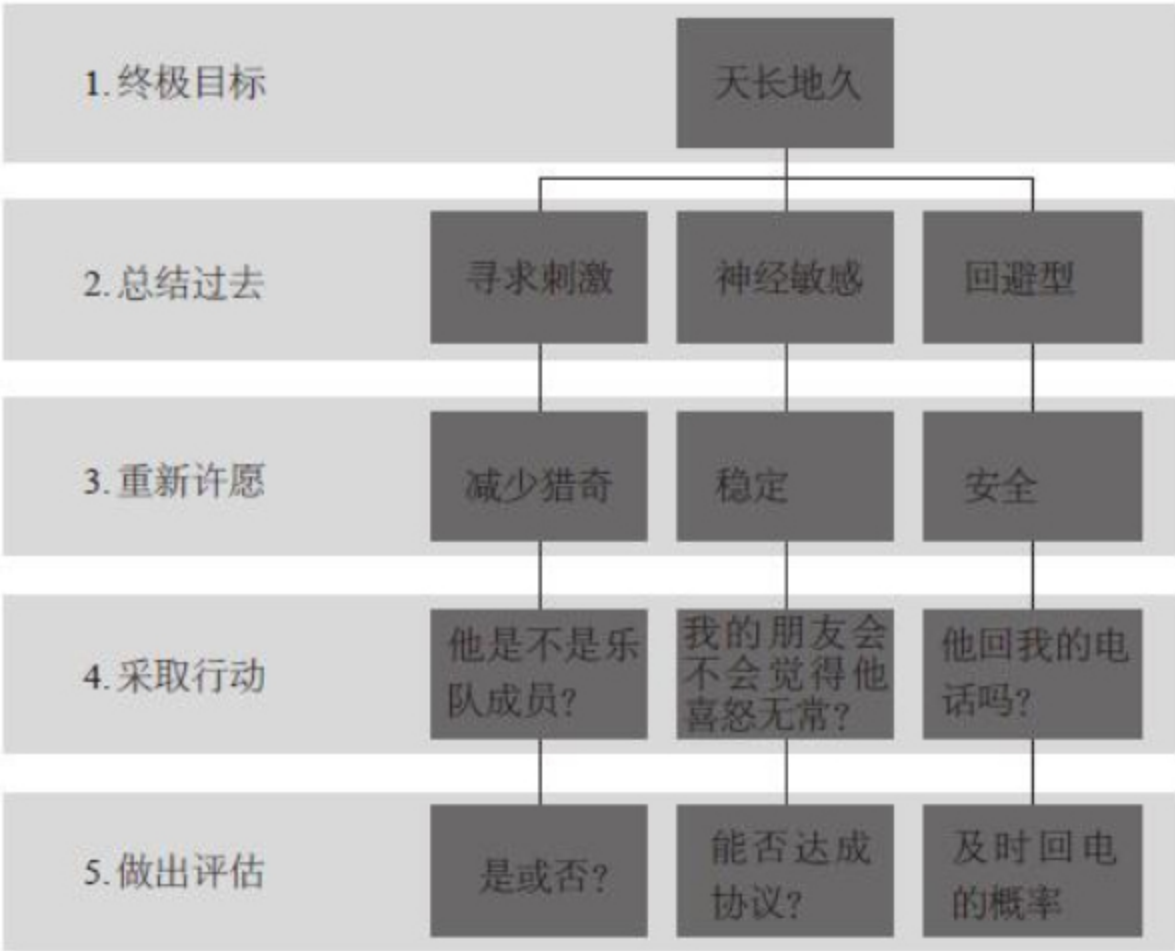 1. 终极目标
天长地久
2. 总结过去
寻求刺激
神经敏感
回避型
3. 重新许愿
减少猎奇
稳定
安全
4. 采取行动
他是不是乐
队成员?
我的朋友会
不会觉得他
喜怒无常?
他回我的电
话吗?
5. 做出评估
是或否?
能否达成
协议?
及时回电
的概率